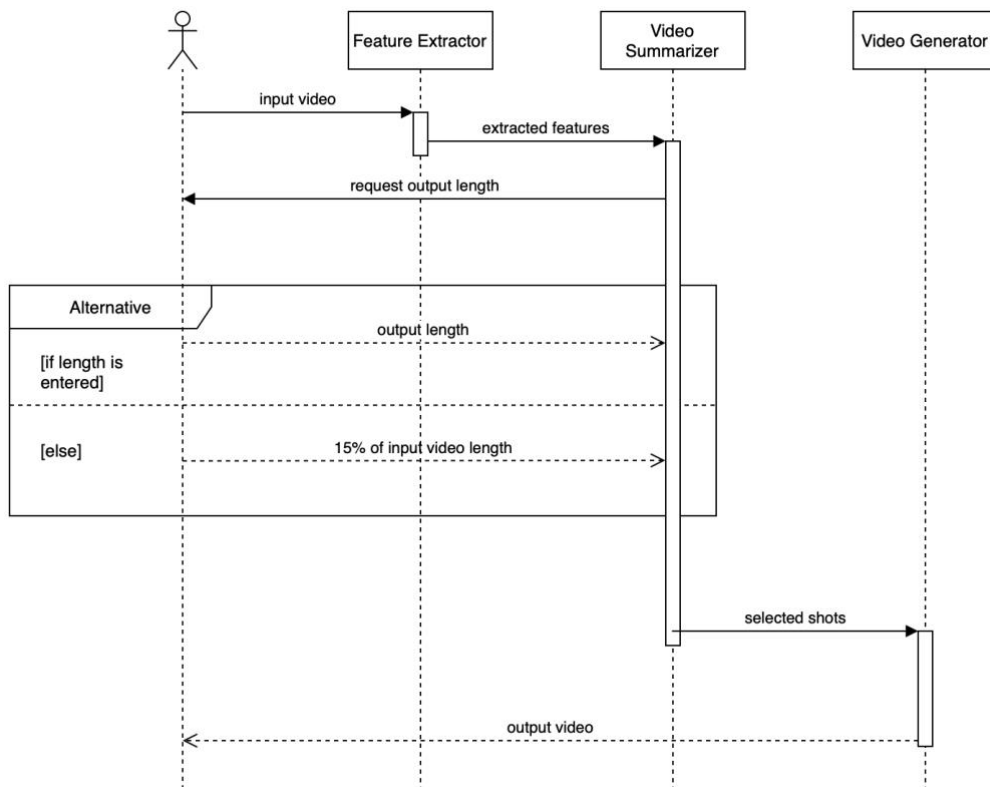 Feature Extractor
Video
Summarizer
Video Generator
input video
extracted features
request output length
Alternative
output length
[if length is
entered]
[else]
15% of input video length
selected shots
output video